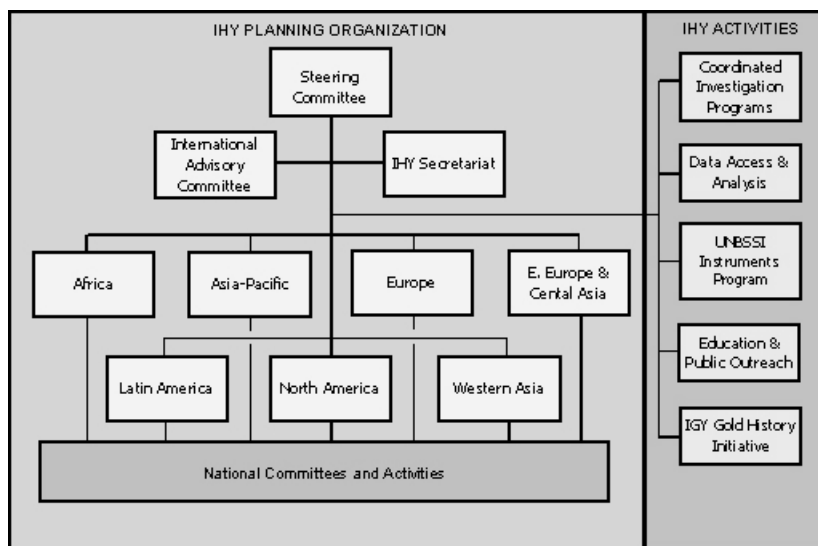 IHY PLANNING ORGANIZATION
Steering
Committee
International
Advisory
Committee
IHY Secretariat
Africa
Asia-Pacific
Europe
E. Europe &
Cental Asia
Latin America
North America
Western Asia
National Committees and Activities
IHY ACTIVITIES
Coordinated
Investigation
Programs
Data Access &
Analysis
UNBSSI
Instruments
Program
Education &
Public Outreach
IGY Gold History
Initiative